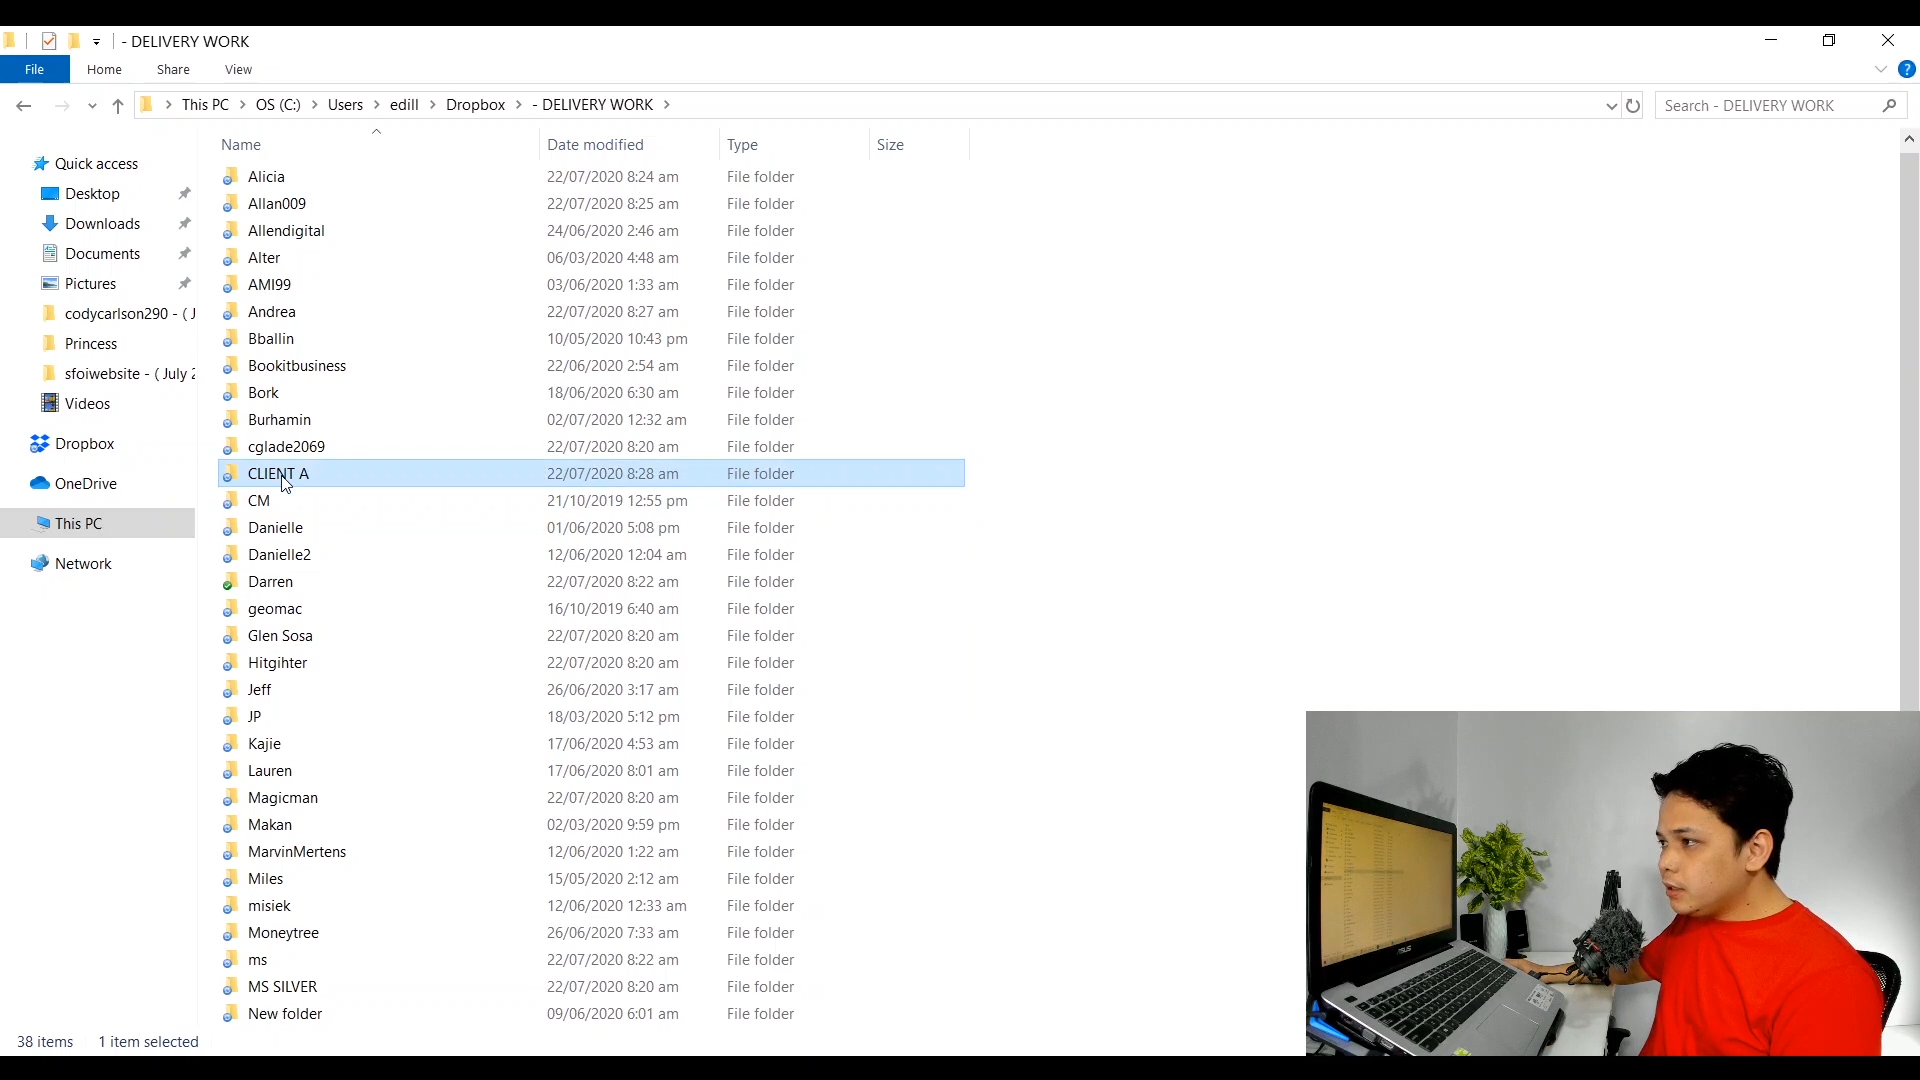 - DELIVERY WORK
File Home Share View
This PC OS (C:) Users edill Dropbox - DELIVERY WORK
Search - DELIVERY WORK
Name Date modified Type Size
Quick access
Desktop
Downloads
Documents
Pictures
codycarlson290 - ( J
Princess
sfoiwebsite - ( July 2
Videos
Dropbox
OneDrive
This PC
Network
Alicia 22/07/2020 8:24 am File folder
Allan009 22/07/2020 8:25 am File folder
Allendigital 24/06/2020 2:46 am File folder
Alter 06/03/2020 4:48 am File folder
AMI99 03/06/2020 1:33 am File folder
Andrea 22/07/2020 8:27 am File folder
Bballin 10/05/2020 10:43 pm File folder
Bookitbusiness 22/06/2020 2:54 am File folder
Bork 18/06/2020 6:30 am File folder
Burhamin 02/07/2020 12:32 am File folder
cglade2069 22/07/2020 8:20 am File folder
CLIENT A 22/07/2020 8:28 am File folder
CM 21/10/2019 12:55 pm File folder
Danielle 01/06/2020 5:08 pm File folder
Danielle2 12/06/2020 12:04 am File folder
Darren 22/07/2020 8:22 am File folder
geomac 16/10/2019 6:40 am File folder
Glen Sosa 22/07/2020 8:20 am File folder
Hitgihter 22/07/2020 8:20 am File folder
Jeff 26/06/2020 3:17 am File folder
JP 18/03/2020 5:12 pm File folder
Kajie 17/06/2020 4:53 am File folder
Lauren 17/06/2020 8:01 am File folder
Magicman 22/07/2020 8:20 am File folder
Makan 02/03/2020 9:59 pm File folder
MarvinMertens 12/06/2020 1:22 am File folder
Miles 15/05/2020 2:12 am File folder
misiek 12/06/2020 12:33 am File folder
Moneytree 26/06/2020 7:33 am File folder
ms 22/07/2020 8:22 am File folder
MS SILVER 22/07/2020 8:20 am File folder
New folder 09/06/2020 6:01 am File folder
38 items 1 item selected
ASUS